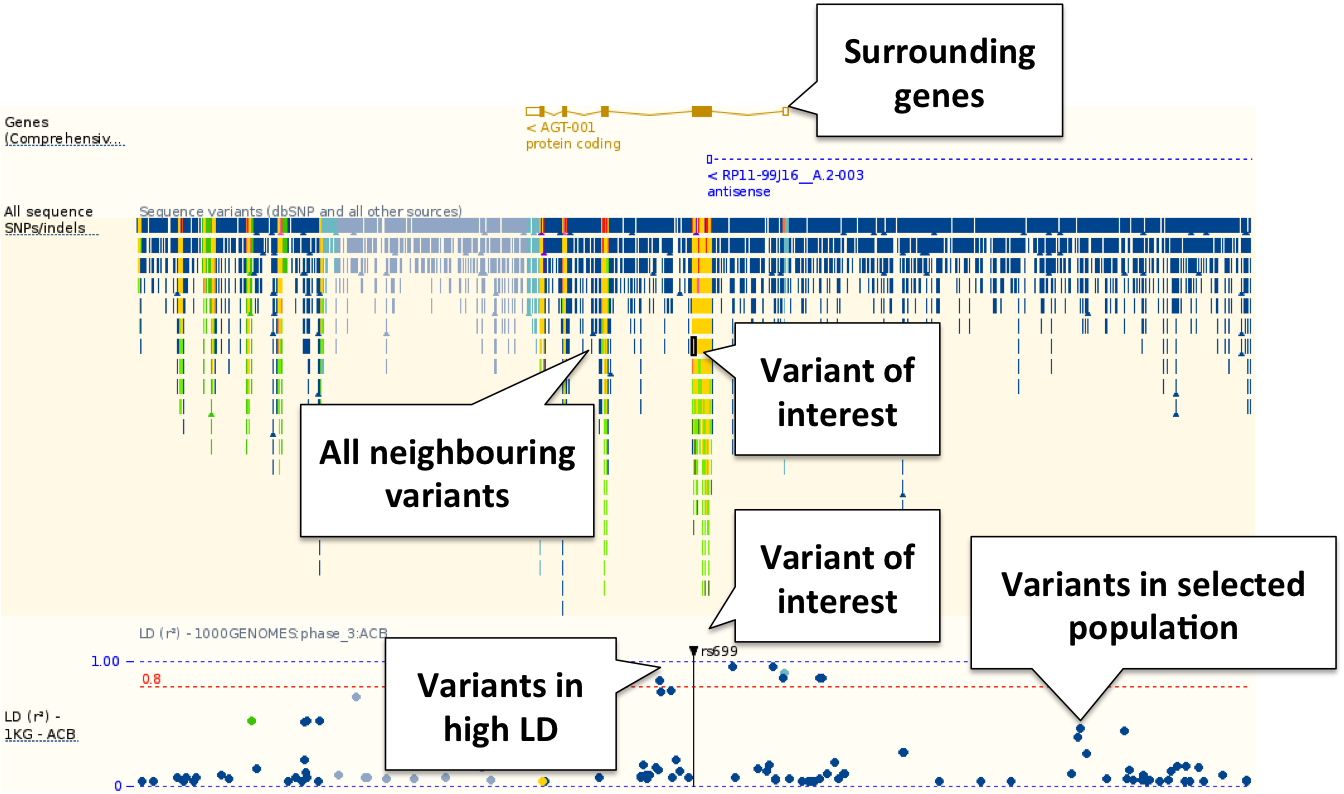 Surrounding
genes
Genes
(Comprehensiv...
< AGT-001
protein coding
< RP11-99J16__A.2-003
antisense
All sequence
SNPs/indels
Sequence variants (dbSNP and all other sources)
Variant of
interest
All neighbouring
variants
Variant of
interest
Variants in selected
population
LD (r²) - 1000GENOMES:phase_3:ACB
rs699
1.00
0.8
Variants in
high LD
LD (r²) -
1KG - ACB
0